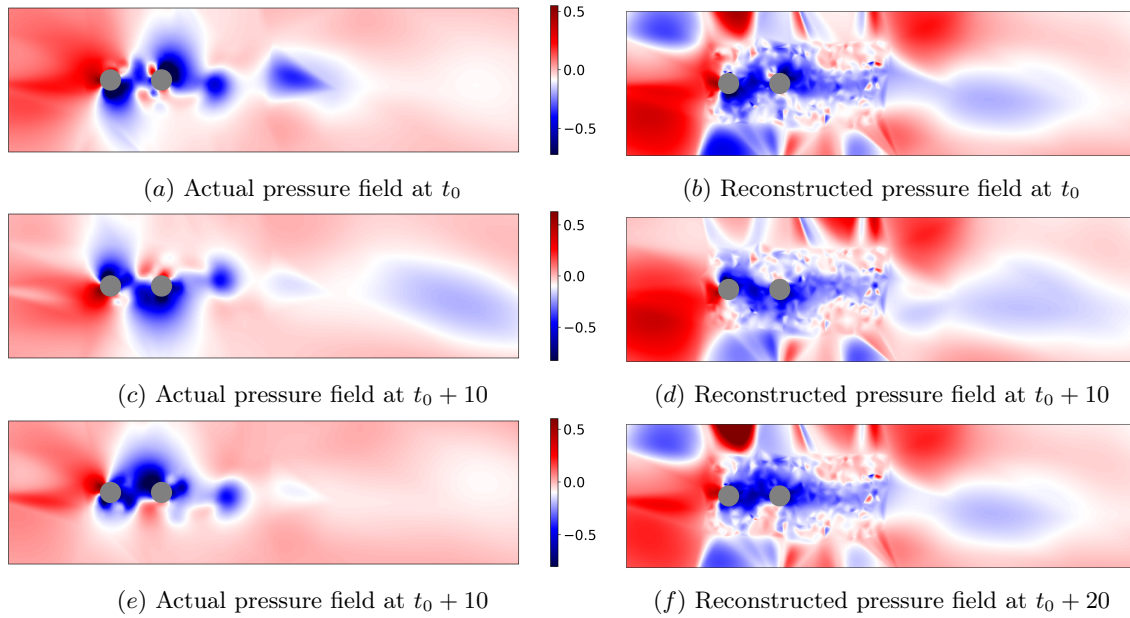 0.5
0.0
−0.5
(a) Actual pressure field at t₀
(b) Reconstructed pressure field at t₀
0.5
0.0
−0.5
(c) Actual pressure field at t₀ + 10
(d) Reconstructed pressure field at t₀ + 10
0.5
0.0
−0.5
(e) Actual pressure field at t₀ + 10
(f) Reconstructed pressure field at t₀ + 20